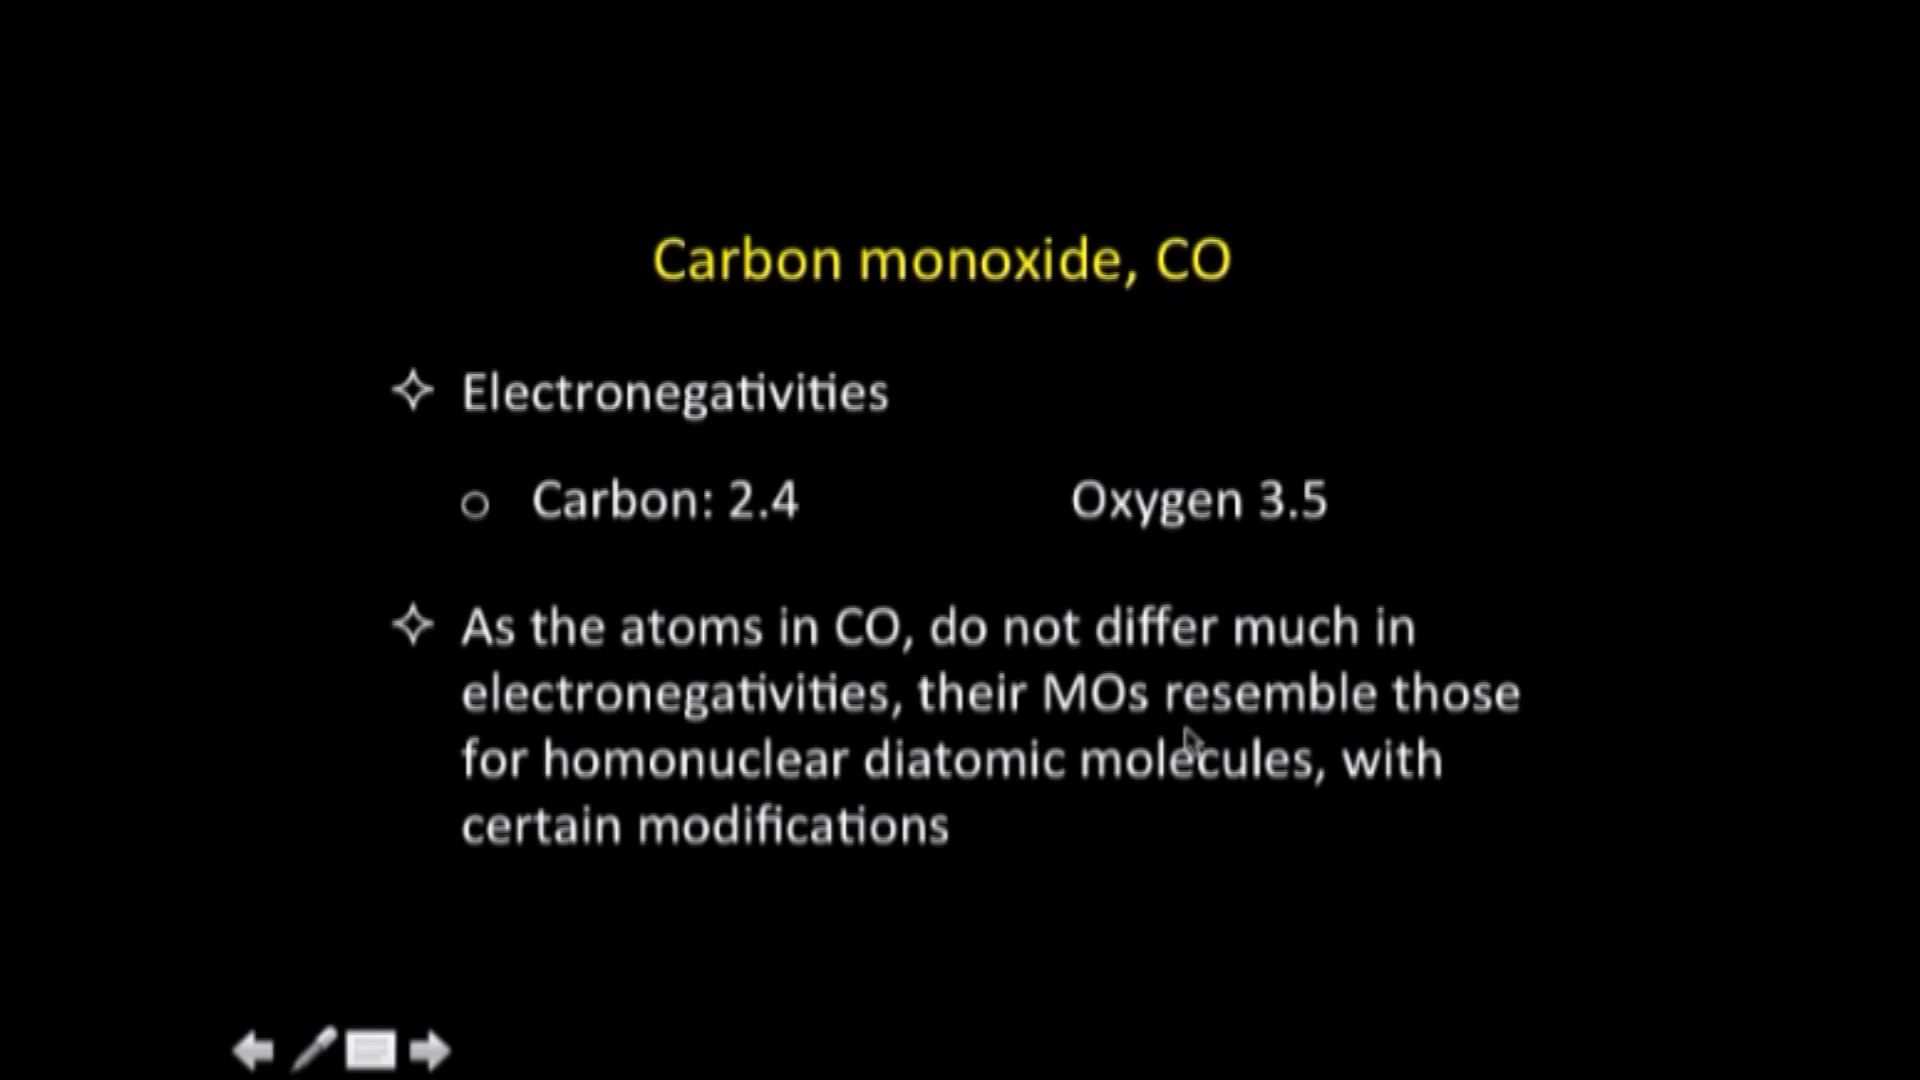 Carbon monoxide, CO
Electronegativities
Carbon: 2.4 Oxygen 3.5
As the atoms in CO, do not differ much in
electronegativities, their MOs resemble those
for homonuclear diatomic molecules, with
certain modifications